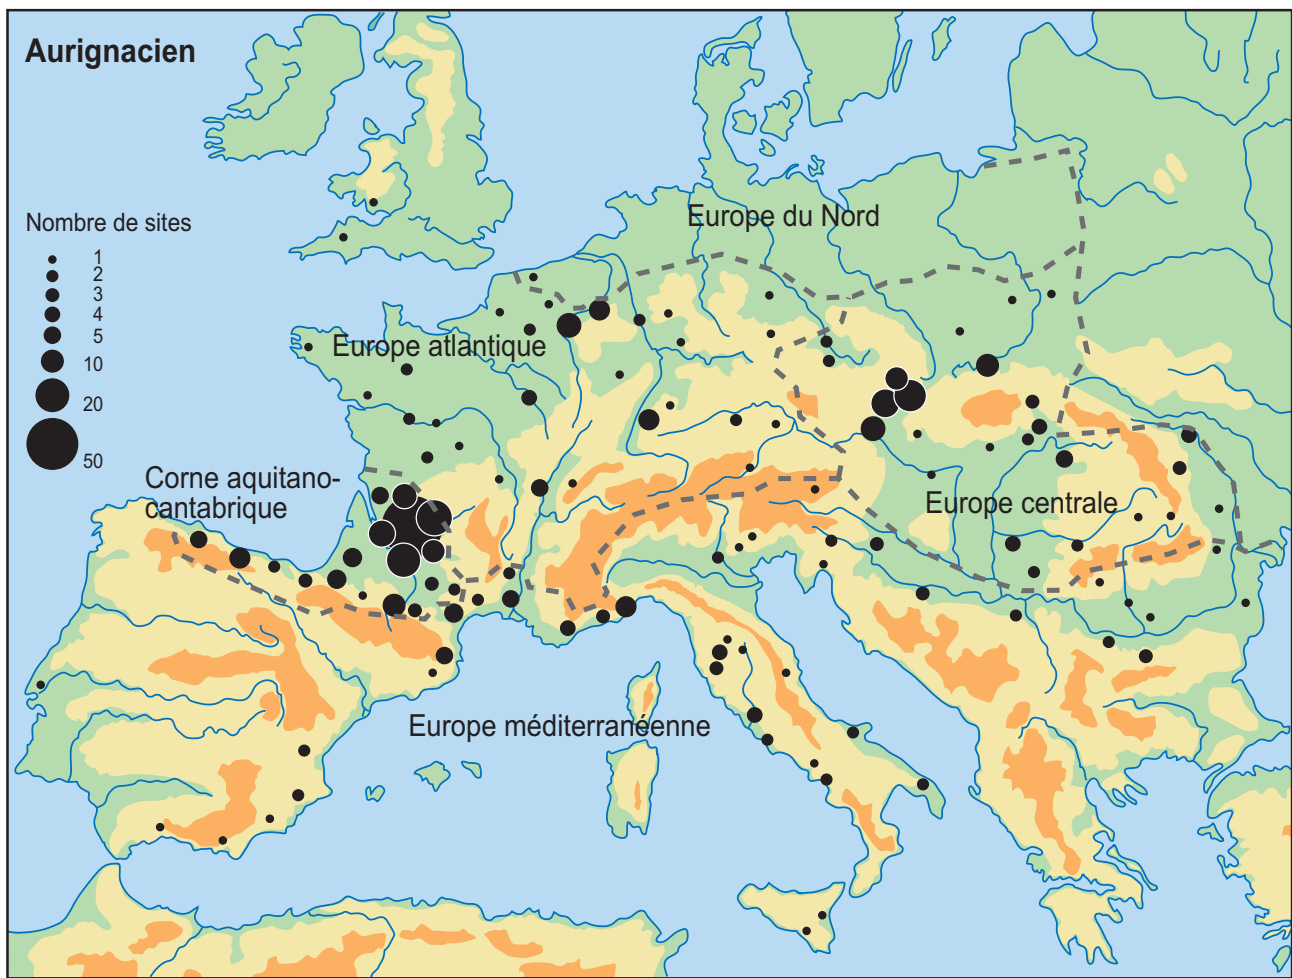 Aurignacien
Nombre de sites
1
2
3
4
5
10
20
50
Europe du Nord
Europe atlantique
Corne aquitano-
cantabrique
Europe centrale
Europe méditerranéenne